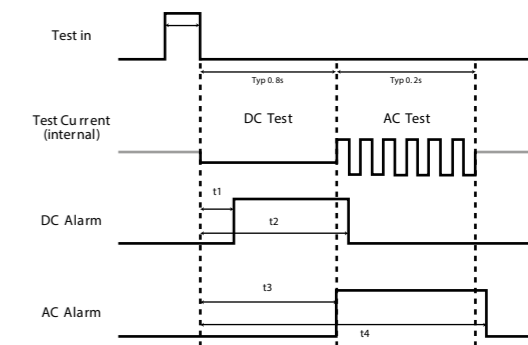 Test in
Typ 0.8s
Typ 0.2s
Test Current
(internal)
DC Test
AC Test
t1
DC Alarm
t2
t3
AC Alarm
t4